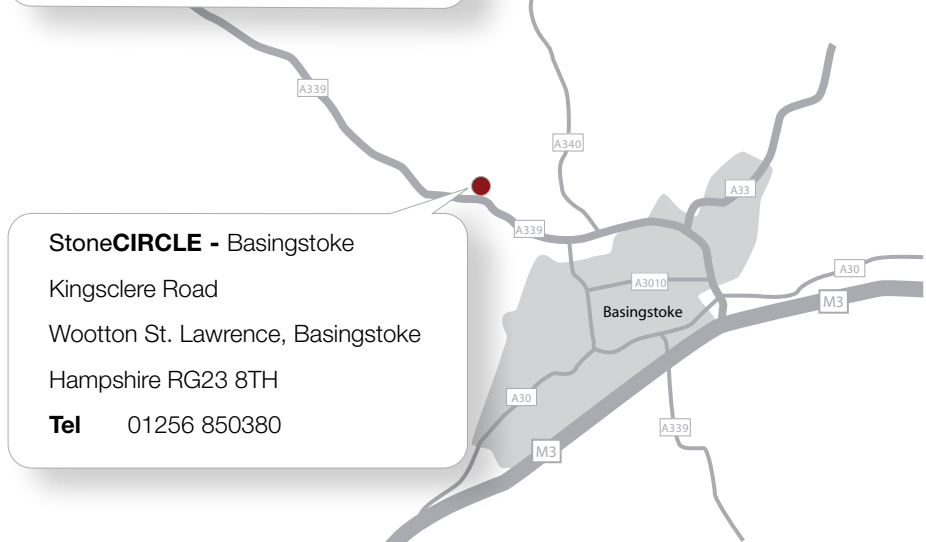 A339
A340
A33
A339
StoneCIRCLE - Basingstoke
Kingsclere Road
Wootton St. Lawrence, Basingstoke
Hampshire RG23 8TH
Tel 01256 850380
A30
A3010
M3
Basingstoke
A30
A339
M3